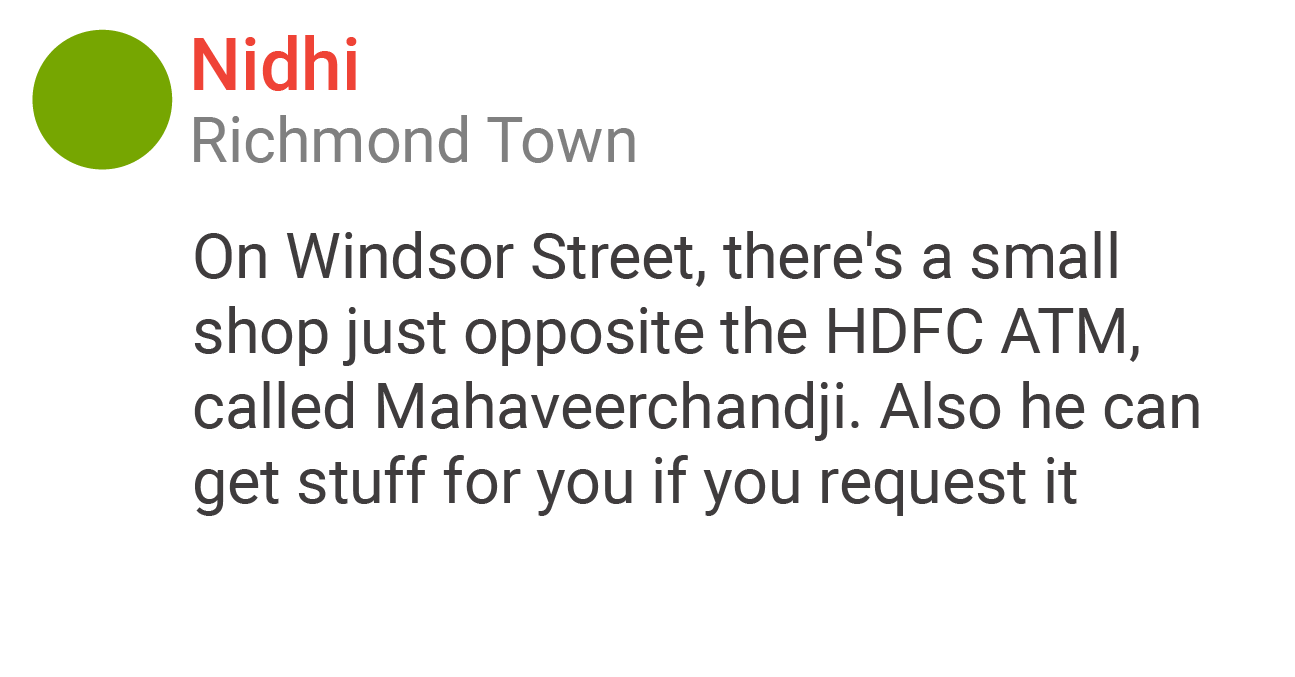 Nidhi
Richmond Town
On Windsor Street, there's a small
shop just opposite the HDFC ATM,
called Mahaveerchandji. Also he can
get stuff for you if you request it